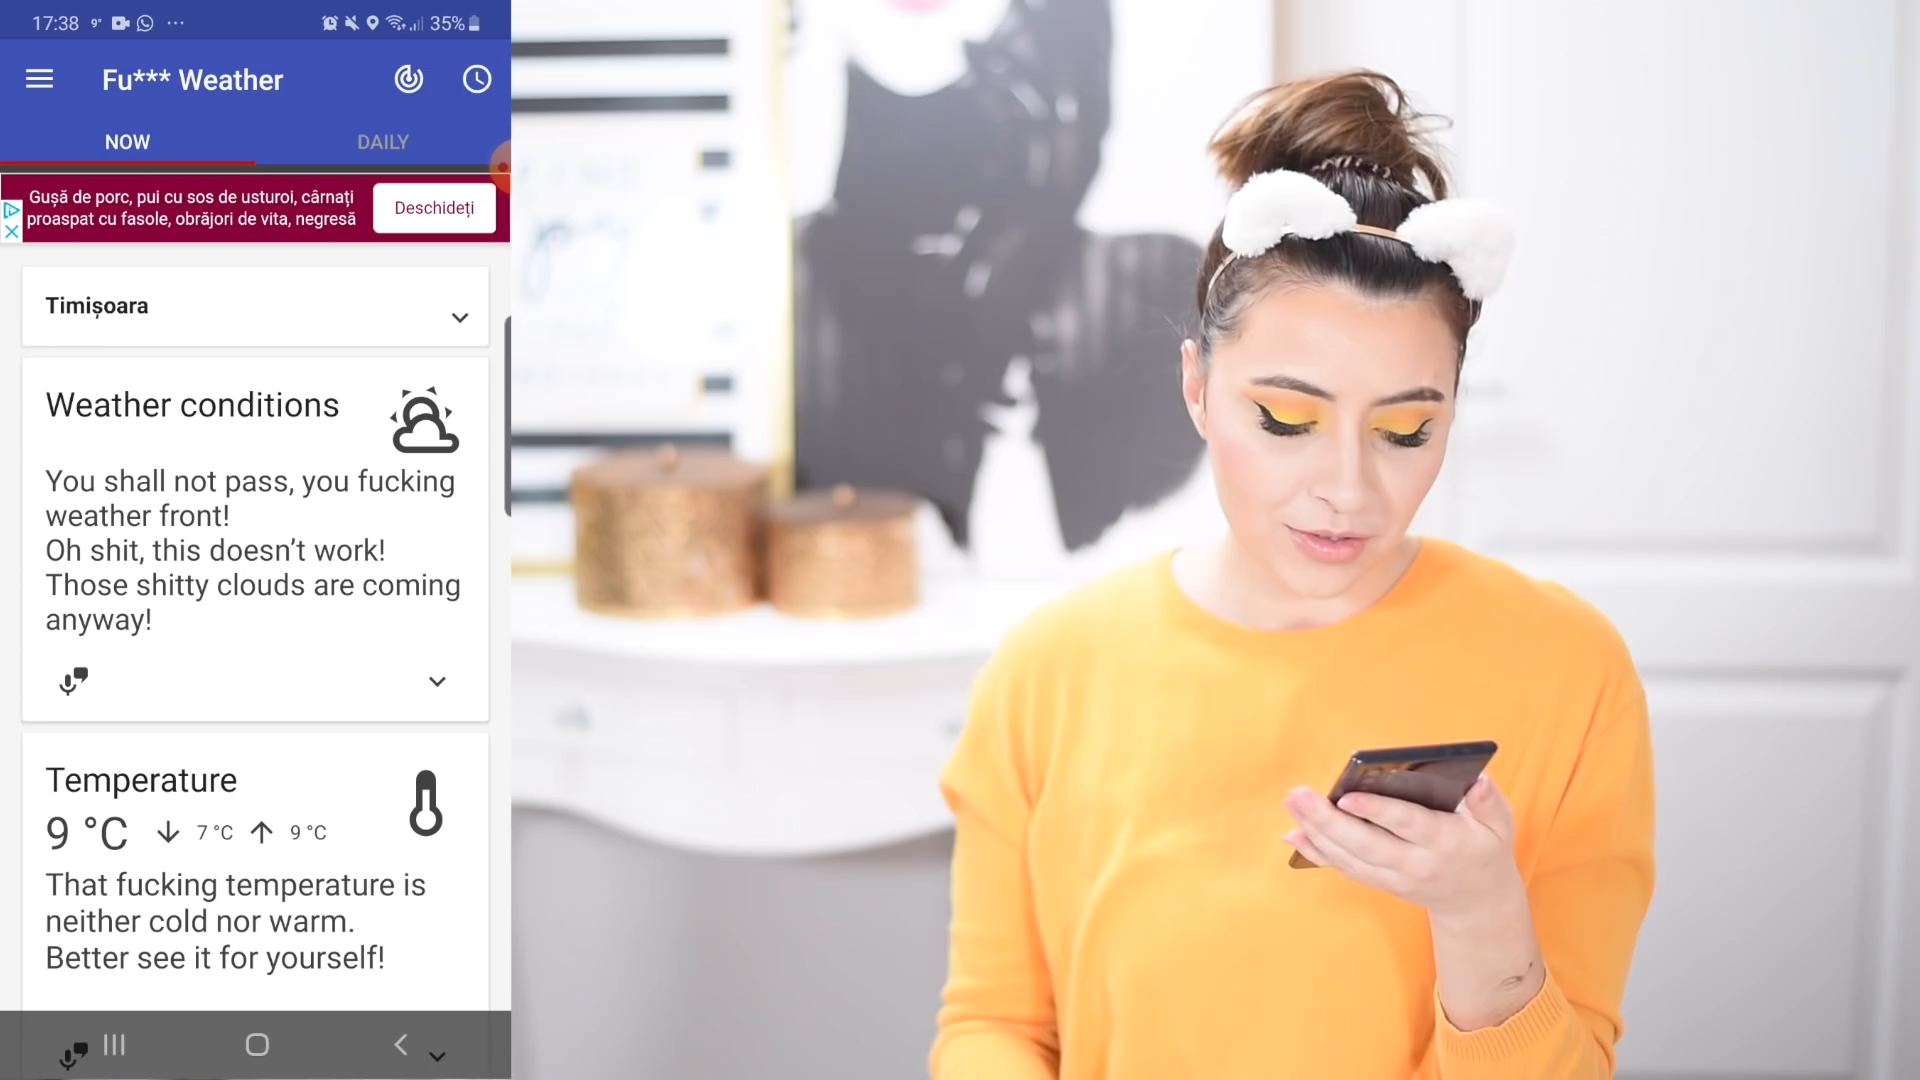 17:38 9° ... 35%
Fu*** Weather
NOW DAILY
Gușă de porc, pui cu sos de usturoi, cârnați
proaspat cu fasole, obrăjori de vita, negresă
Deschideți
Timișoara
Weather conditions
You shall not pass, you fucking
weather front!
Oh shit, this doesn’t work!
Those shitty clouds are coming
anyway!
Temperature
9 °C 7 °C 9 °C
That fucking temperature is
neither cold nor warm.
Better see it for yourself!